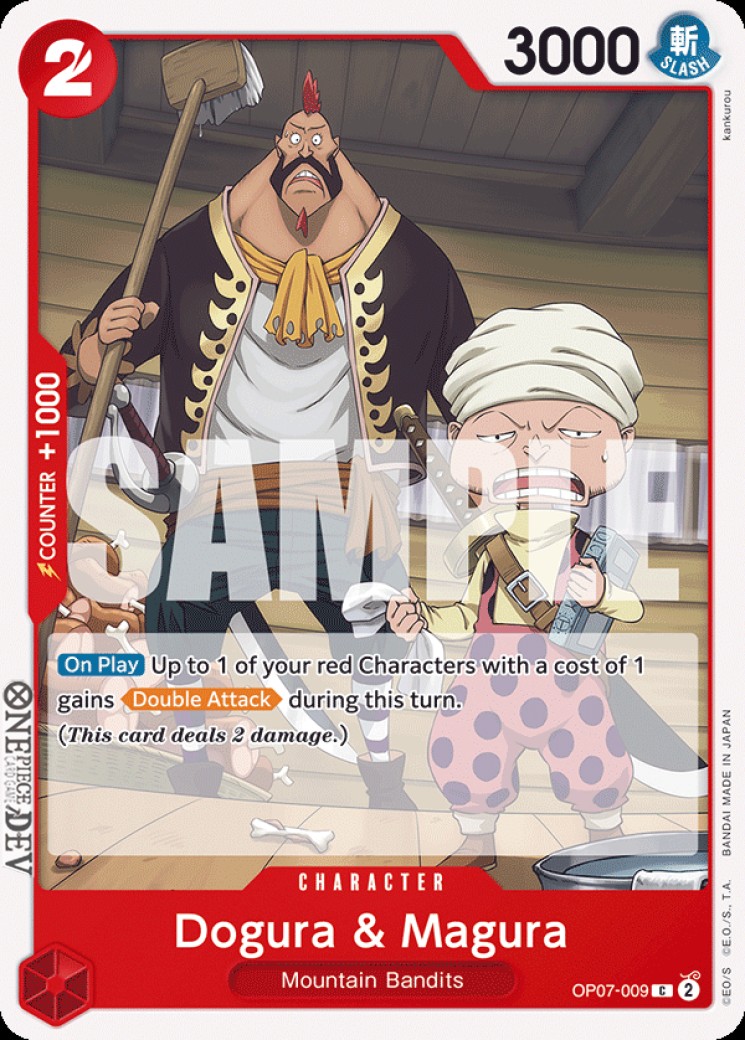 2
3000
斬
SLASH
kankurou
COUNTER +1000
SAMPLE
On Play Up to 1 of your red Characters with a cost of 1
gains Double Attack during this turn.
(This card deals 2 damage.)
ONE PIECE
CARD GAME
DEV
BANDAI MADE IN JAPAN
©E.O./S., T.A.
©EO/S
CHARACTER
Dogura & Magura
Mountain Bandits
OP07-009 C 2